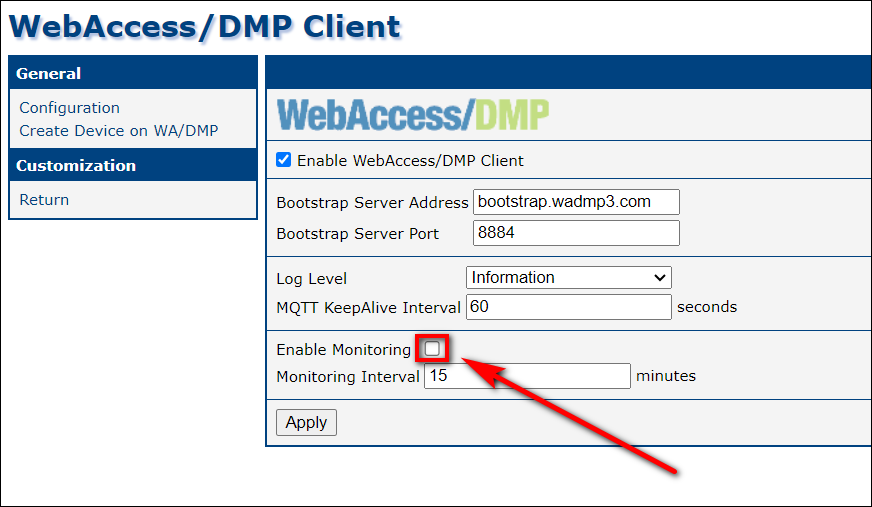 WebAccess/DMP Client
General
Configuration
Create Device on WA/DMP
Customization
Return
WebAccess/DMP
Enable WebAccess/DMP Client
Bootstrap Server Address bootstrap.wadmp3.com
Bootstrap Server Port 8884
Log Level Information
MQTT KeepAlive Interval 60 seconds
Enable Monitoring
Monitoring Interval 15 minutes
Apply